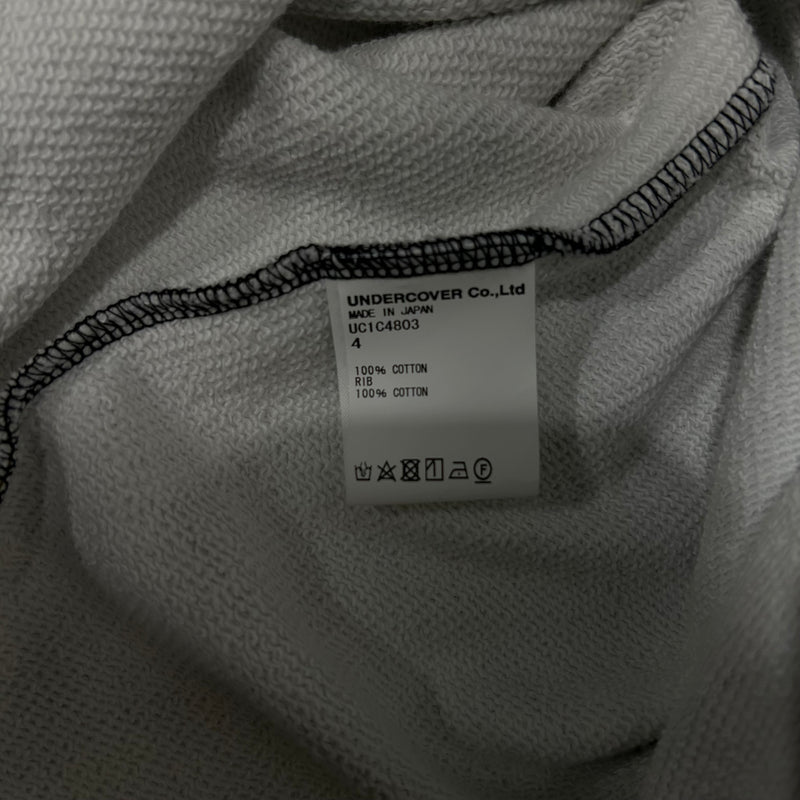 UNDERCOVER Co.,Ltd
MADE IN JAPAN
UC1C4803
4
100% COTTON
RIB
100% COTTON
F